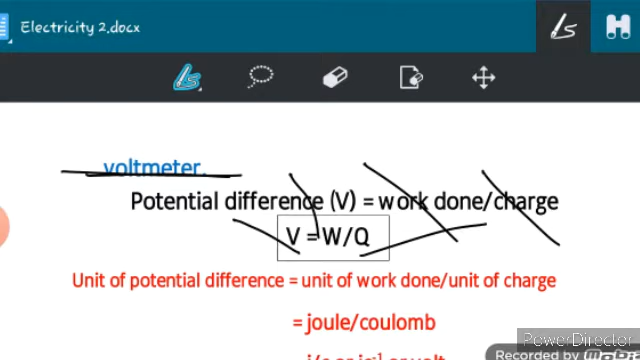 Electricity 2.docx
voltmeter.
Potential difference (V) = work done/charge
V = W/Q
Unit of potential difference = unit of work done/unit of charge
= joule/coulomb
PowerDirector
Recorded by